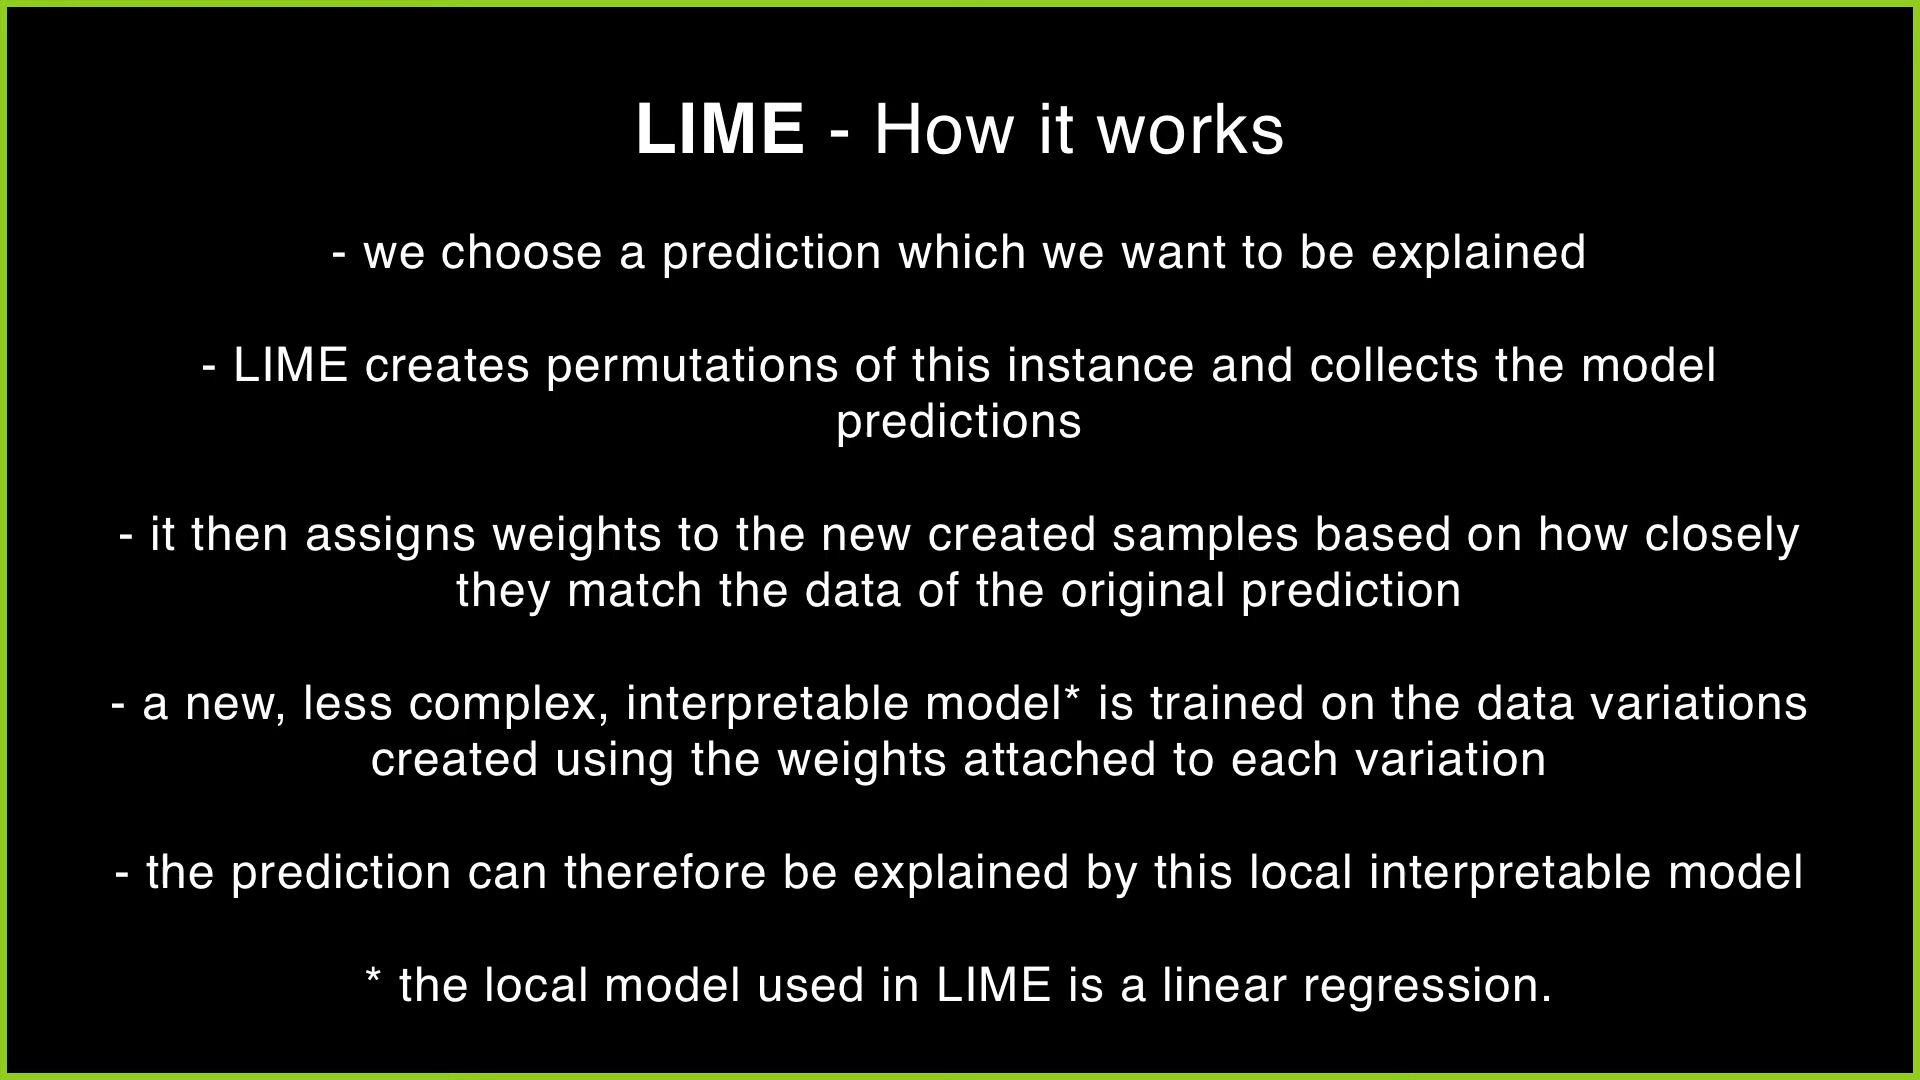 LIME - How it works
- we choose a prediction which we want to be explained
- LIME creates permutations of this instance and collects the model
predictions
- it then assigns weights to the new created samples based on how closely
they match the data of the original prediction
- a new, less complex, interpretable model* is trained on the data variations
created using the weights attached to each variation
- the prediction can therefore be explained by this local interpretable model
* the local model used in LIME is a linear regression.